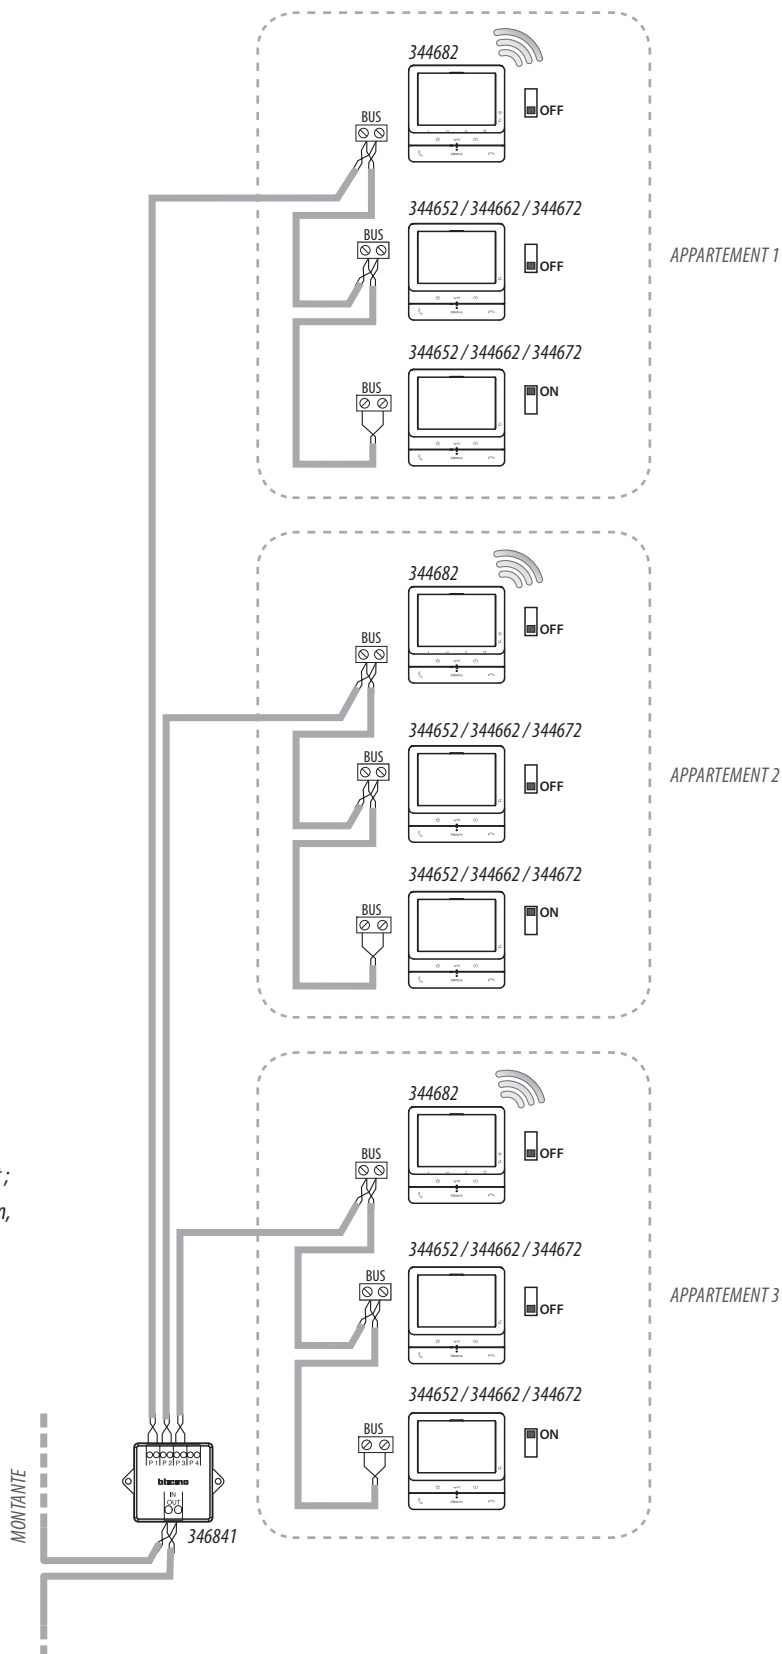 344682
BUS
OFF
344652 / 344662 / 344672
BUS
OFF
APPARTEMENT 1
344652 / 344662 / 344672
BUS
ON
344682
BUS
OFF
344652 / 344662 / 344672
BUS
OFF
APPARTEMENT 2
344652 / 344662 / 344672
BUS
ON
344682
BUS
OFF
344652 / 344662 / 344672
BUS
OFF
APPARTEMENT 3
344652 / 344662 / 344672
BUS
ON
P1 P2 P3 P4
bticino
IN
OUT
346841
MONTANTE